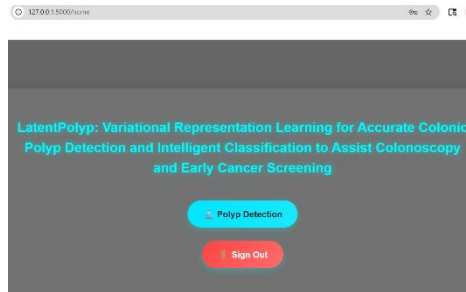 127.0.0.1:5000/home
LatentPolyp: Variational Representation Learning for Accurate Colonic
Polyp Detection and Intelligent Classification to Assist Colonoscopy
and Early Cancer Screening
Polyp Detection
Sign Out